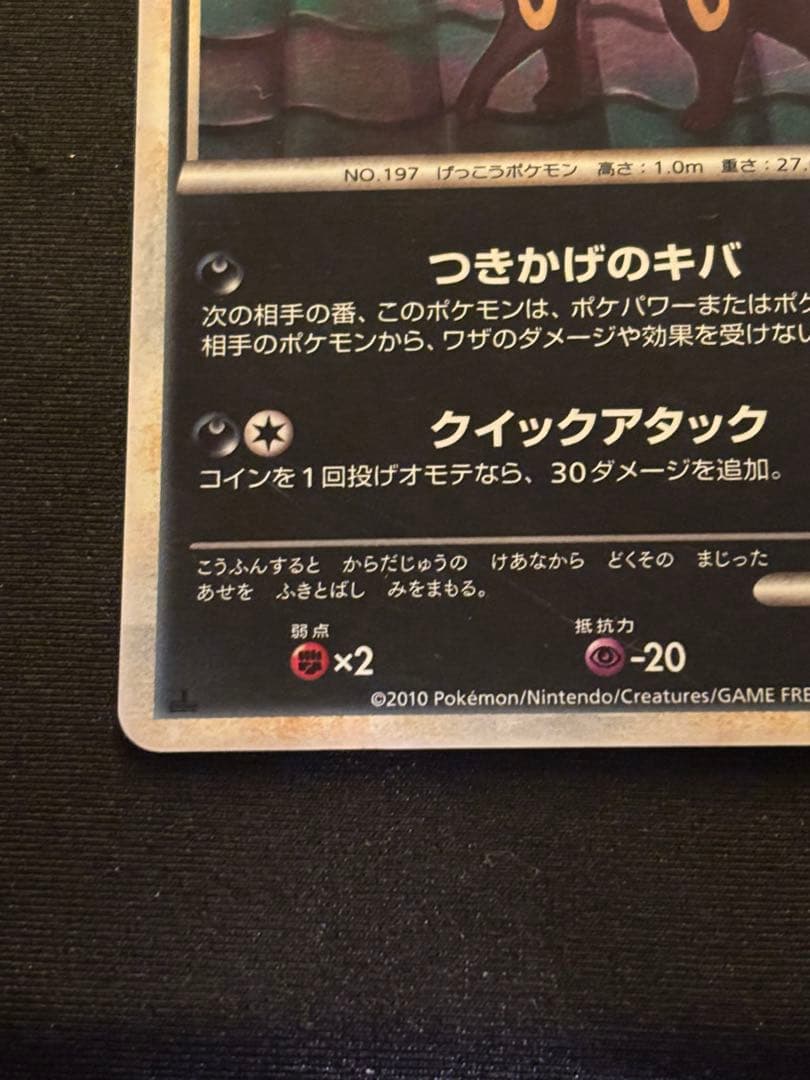 NO.197 げっこうポケモン 高さ：1.0m 重さ：27.
つきかげのキバ
次の相手の番、このポケモンは、ポケパワーまたはポケ
相手のポケモンから、ワザのダメージや効果を受けない
クイックアタック
コインを1回投げオモテなら、30ダメージを追加。
こうふんすると からだじゅうの けあなから どくその まじった
あせを ふきとばし みをまもる。
弱点 抵抗力
×2 -20
©2010 Pokémon/Nintendo/Creatures/GAME FRE